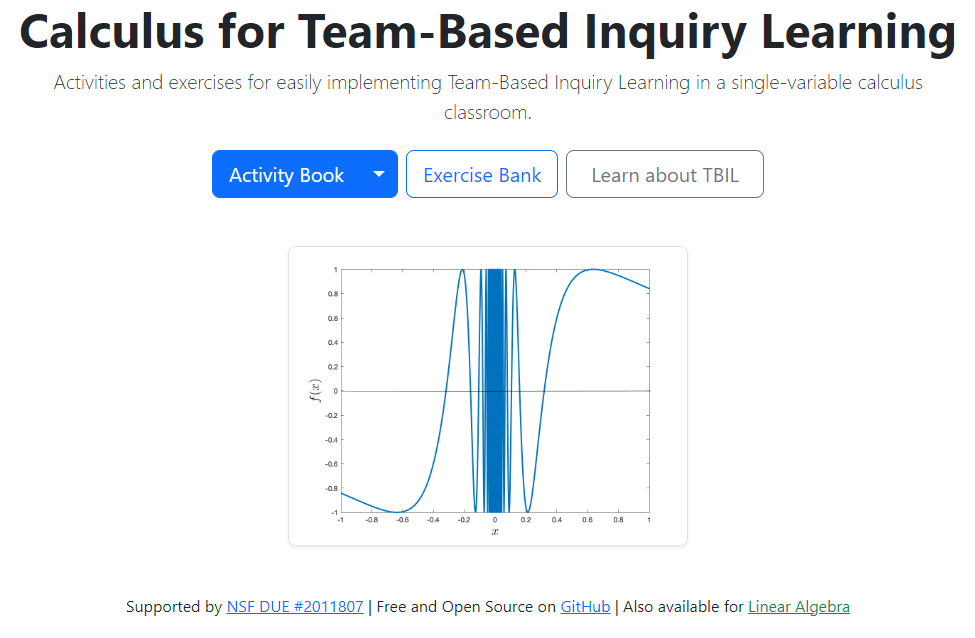 Calculus for Team-Based Inquiry Learning
Activities and exercises for easily implementing Team-Based Inquiry Learning in a single-variable calculus
classroom.
Activity Book
Exercise Bank
Learn about TBIL
1
0.8
0.6
0.4
0.2
0
-0.2
-0.4
-0.6
-0.8
-1
f(x)
-1 -0.8 -0.6 -0.4 -0.2 0 0.2 0.4 0.6 0.8 1
x
Supported by NSF DUE #2011807 | Free and Open Source on GitHub | Also available for Linear Algebra